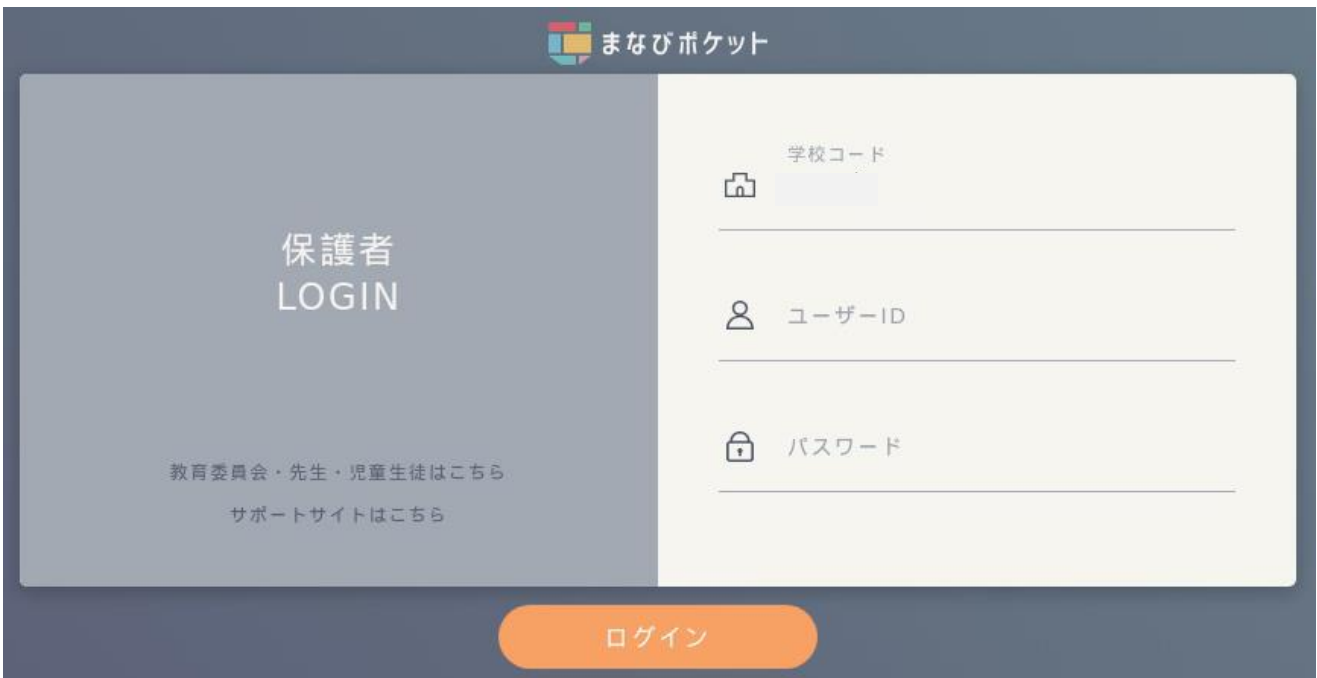 まなびポケット
保護者
LOGIN
教育委員会・先生・児童生徒はこちら
サポートサイトはこちら
学校コード
ユーザーID
パスワード
ログイン